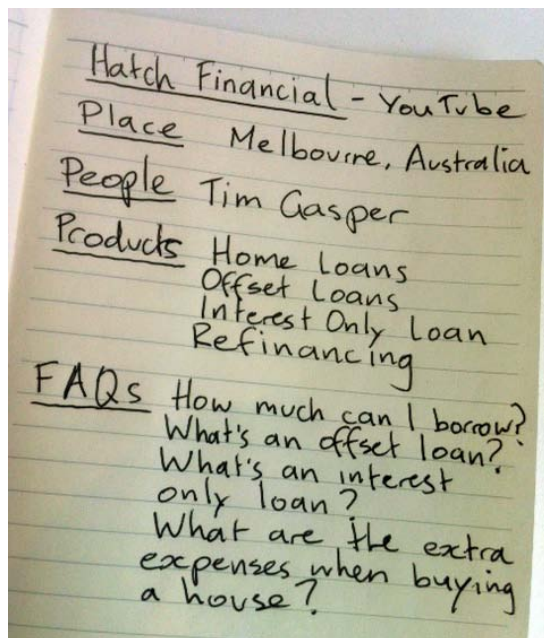 Hatch Financial - YouTube
Place Melbourne, Australia
People Tim Gasper
Products Home Loans
Offset Loans
Interest Only Loan
Refinancing
FAQs How much can I borrow?
What's an offset loan?
What's an interest
only loan?
What are the extra
expenses when buying
a house?